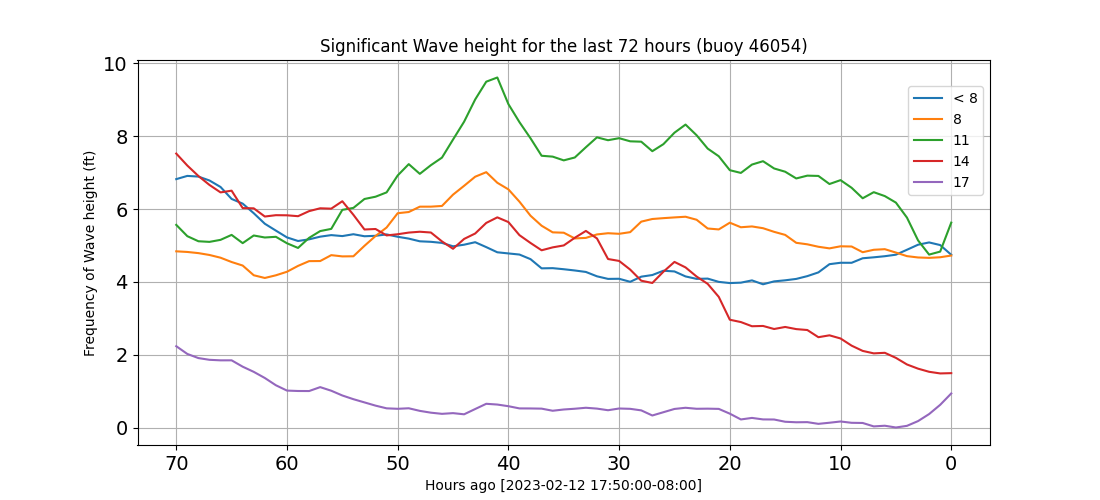 Significant Wave height for the last 72 hours (buoy 46054)
Frequency of Wave height (ft)
10
8
6
4
2
0
< 8
8
11
14
17
70 60 50 40 30 20 10 0
Hours ago [2023-02-12 17:50:00-08:00]